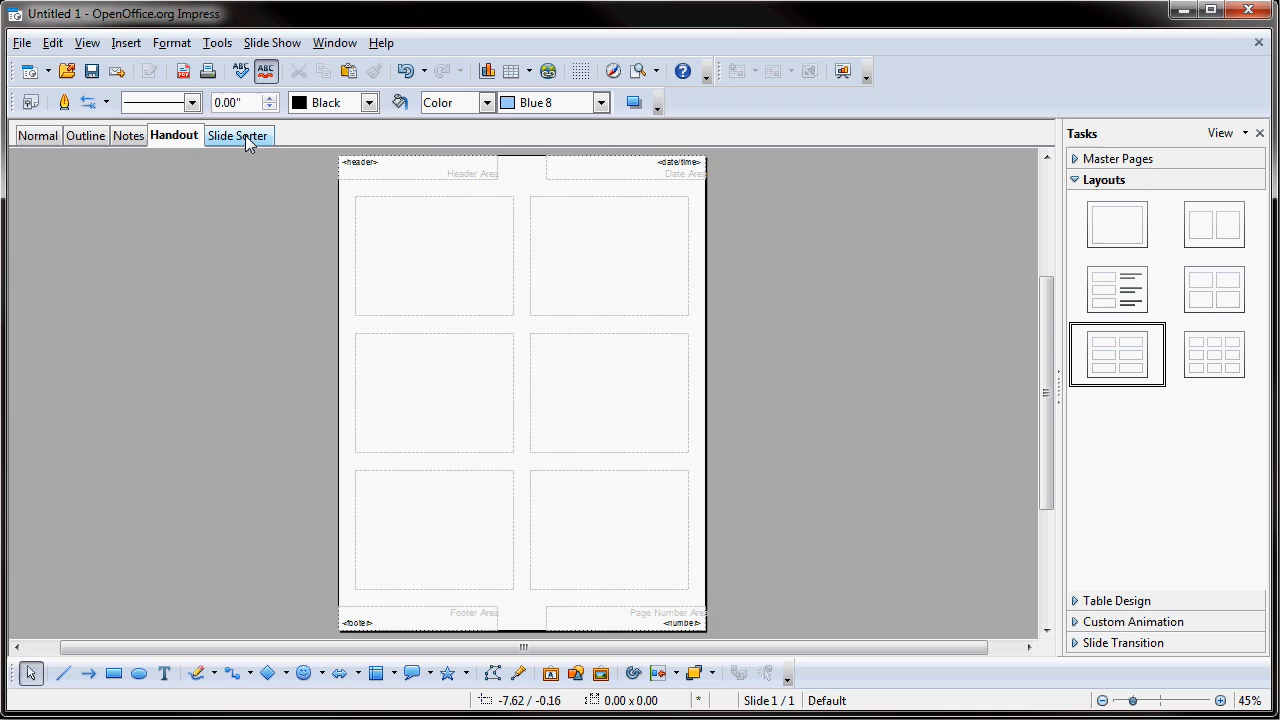 Untitled 1 - OpenOffice.org Impress
File Edit View Insert Format Tools Slide Show Window Help
ABC ABC
0.00" Black Color Blue 8
Normal Outline Notes Handout Slide Sorter
Tasks View
<header> <date/time>
Header Area Date Area
Master Pages
Layouts
Footer Area Page Number Area
<footer> <number>
Table Design
Custom Animation
Slide Transition
-7.62 / -0.16 0.00 x 0.00 * Slide 1 / 1 Default 45%